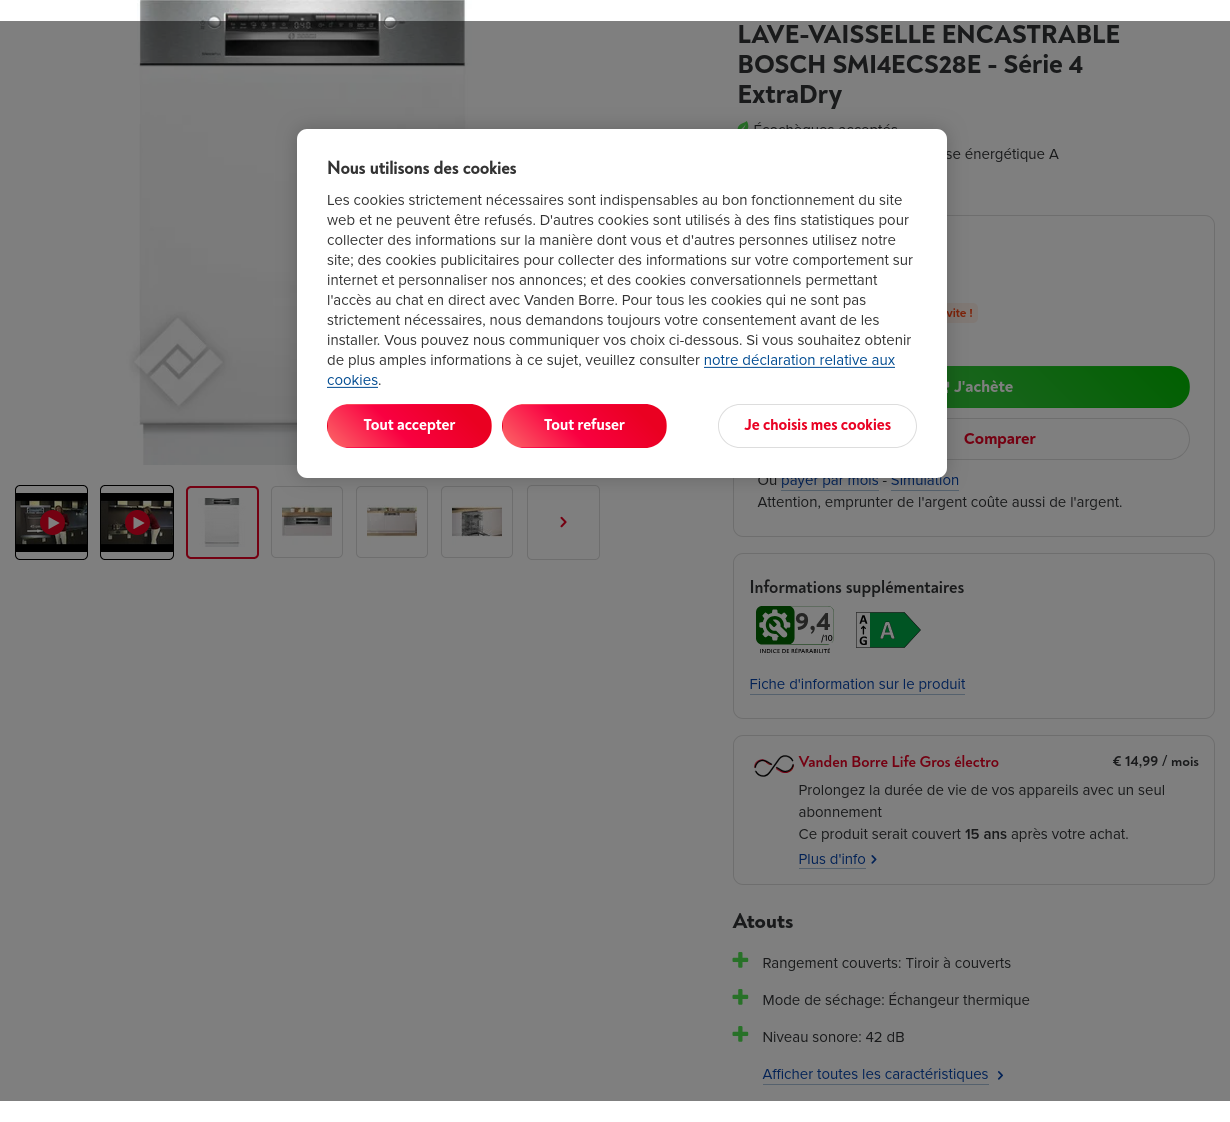 LAVE-VAISSELLE ENCASTRABLE
BOSCH SMI4ECS28E - Série 4
ExtraDry
Écochèques acceptés
se énergétique A
Nous utilisons des cookies
Les cookies strictement nécessaires sont indispensables au bon fonctionnement du site
web et ne peuvent être refusés. D'autres cookies sont utilisés à des fins statistiques pour
collecter des informations sur la manière dont vous et d'autres personnes utilisez notre
site; des cookies publicitaires pour collecter des informations sur votre comportement sur
internet et personnaliser nos annonces; et des cookies conversationnels permettant
l'accès au chat en direct avec Vanden Borre. Pour tous les cookies qui ne sont pas
strictement nécessaires, nous demandons toujours votre consentement avant de les
installer. Vous pouvez nous communiquer vos choix ci-dessous. Si vous souhaitez obtenir
de plus amples informations à ce sujet, veuillez consulter notre déclaration relative aux
cookies.
Tout accepter
Tout refuser
Je choisis mes cookies
vite !
J'achète
Comparer
Ou payer par mois - Simulation
Attention, emprunter de l'argent coûte aussi de l'argent.
Informations supplémentaires
9,4
/10
INDICE DE RÉPARABILITÉ
A
G
A
Fiche d'information sur le produit
Vanden Borre Life Gros électro
€ 14,99 / mois
Prolongez la durée de vie de vos appareils avec un seul
abonnement
Ce produit serait couvert 15 ans après votre achat.
Plus d'info
Atouts
Rangement couverts: Tiroir à couverts
Mode de séchage: Échangeur thermique
Niveau sonore: 42 dB
Afficher toutes les caractéristiques